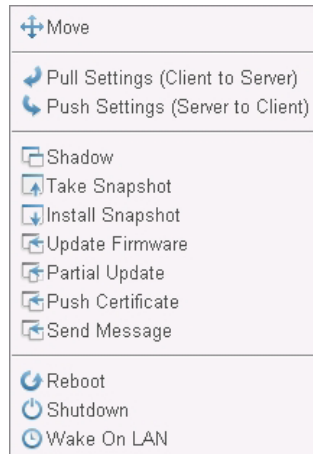 Move
Pull Settings (Client to Server)
Push Settings (Server to Client)
Shadow
Take Snapshot
Install Snapshot
Update Firmware
Partial Update
Push Certificate
Send Message
Reboot
Shutdown
Wake On LAN